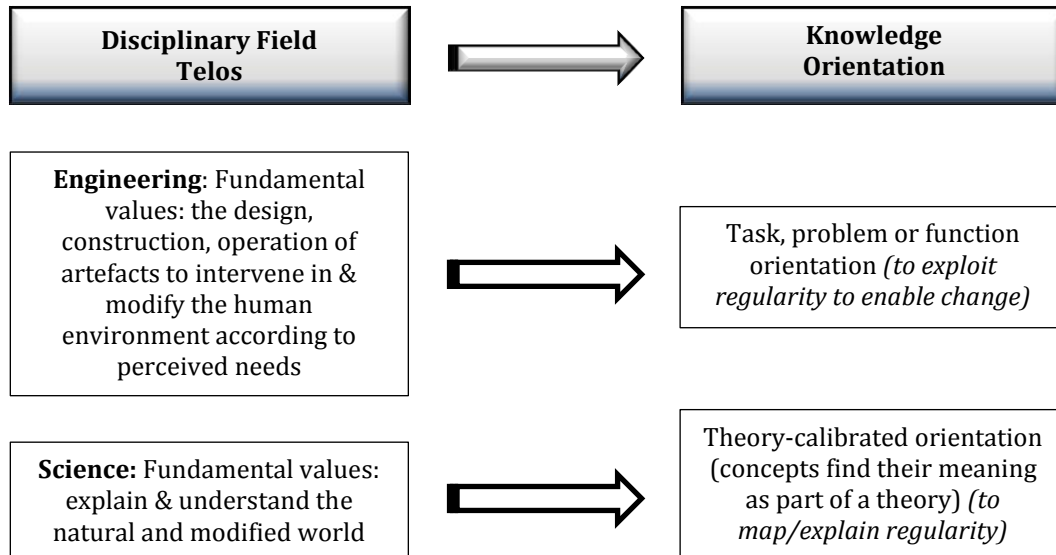 Disciplinary Field
Telos
Knowledge
Orientation
Engineering: Fundamental
values: the design,
construction, operation of
artefacts to intervene in &
modify the human
environment according to
perceived needs
Task, problem or function
orientation (to exploit
regularity to enable change)
Science: Fundamental values:
explain & understand the
natural and modified world
Theory-calibrated orientation
(concepts find their meaning
as part of a theory) (to
map/explain regularity)